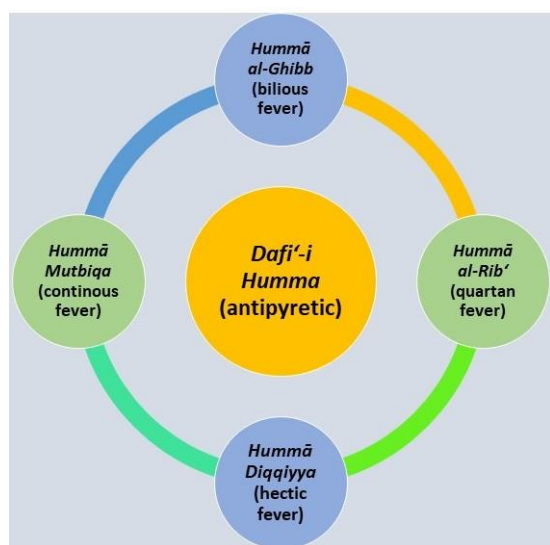 Hummā
al-Ghibb
(bilious
fever)
Hummā
Mutbiqa
(continous
fever)
Dafi‘-i
Humma
(antipyretic)
Hummā
al-Rib‘
(quartan
fever)
Hummā
Diqqiyya
(hectic
fever)